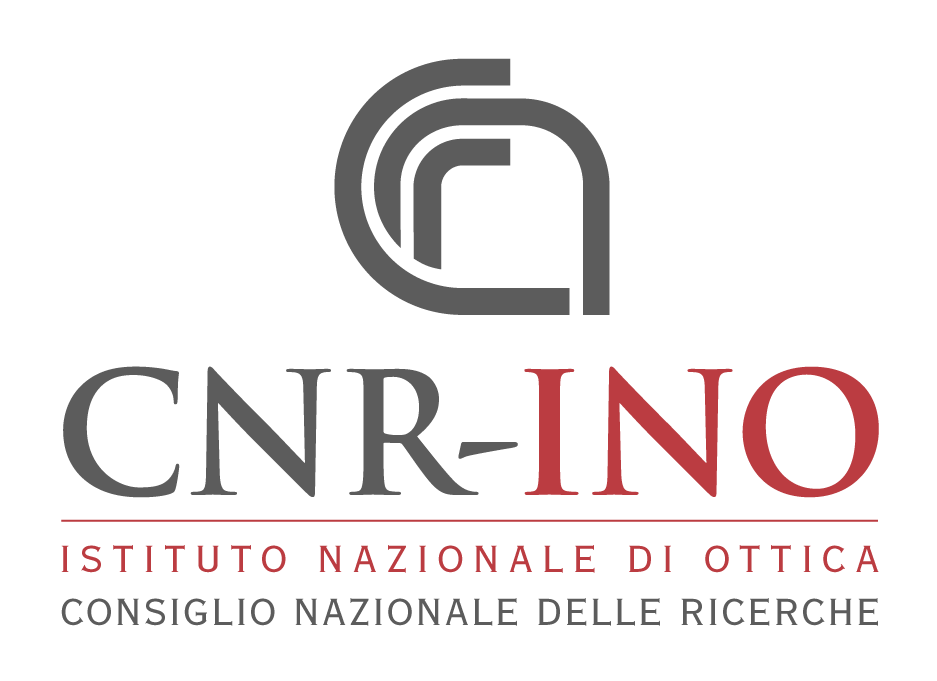 CNR-INO
ISTITUTO NAZIONALE DI OTTICA
CONSIGLIO NAZIONALE DELLE RICERCHE